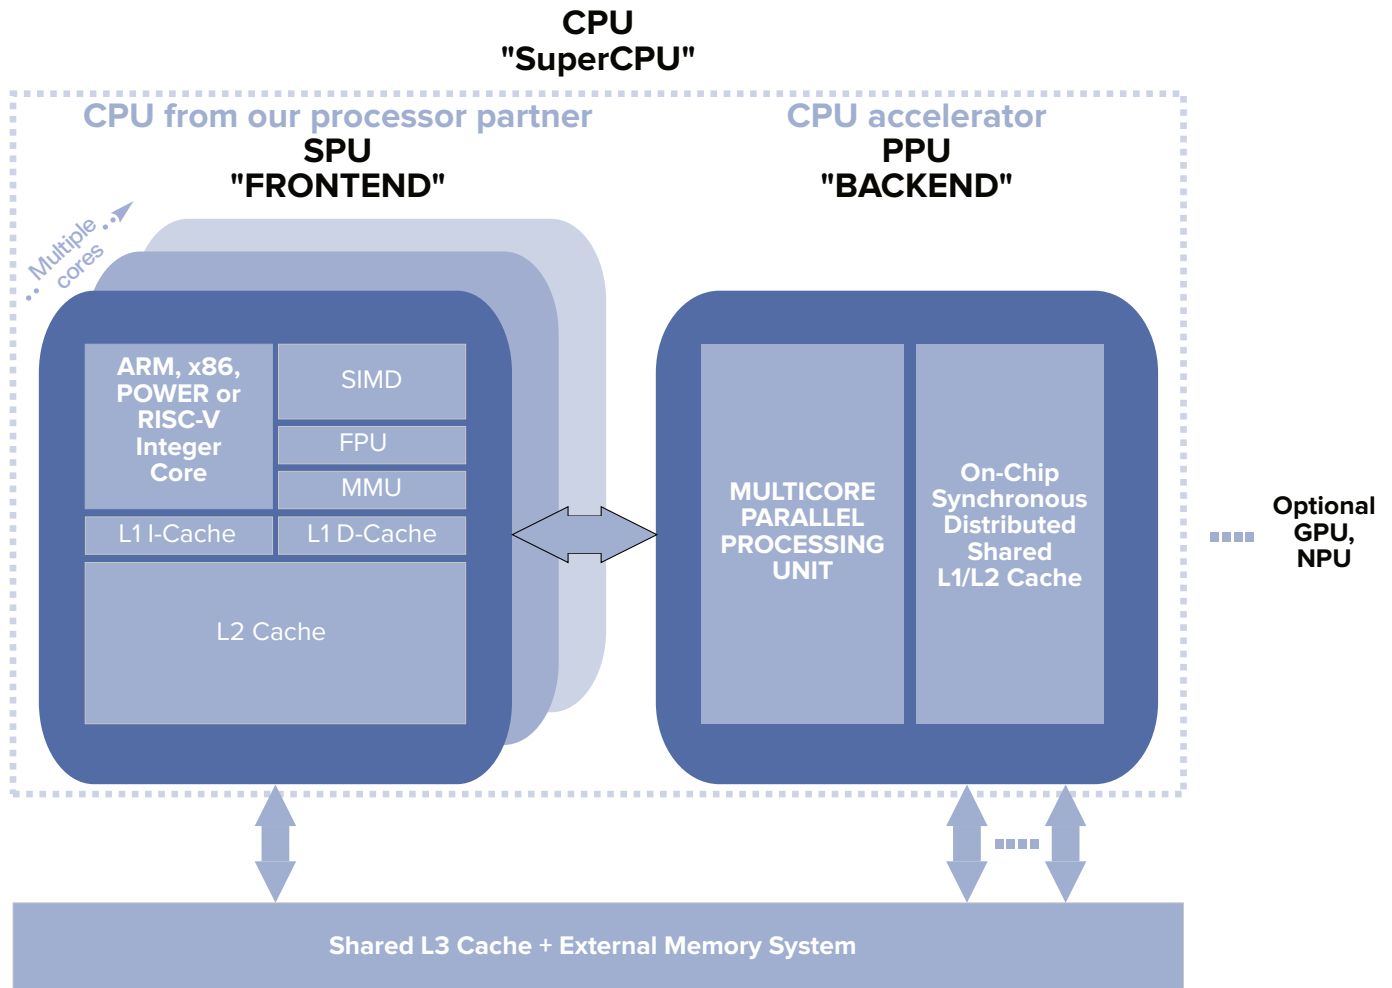 CPU
"SuperCPU"
CPU from our processor partner
SPU
"FRONTEND"
CPU accelerator
PPU
"BACKEND"
Multiple
cores
ARM, x86,
POWER or
RISC-V
Integer
Core
SIMD
FPU
MMU
L1 I-Cache
L1 D-Cache
L2 Cache
MULTICORE
PARALLEL
PROCESSING
UNIT
On-Chip
Synchronous
Distributed
Shared
L1/L2 Cache
Optional
GPU,
NPU
Shared L3 Cache + External Memory System